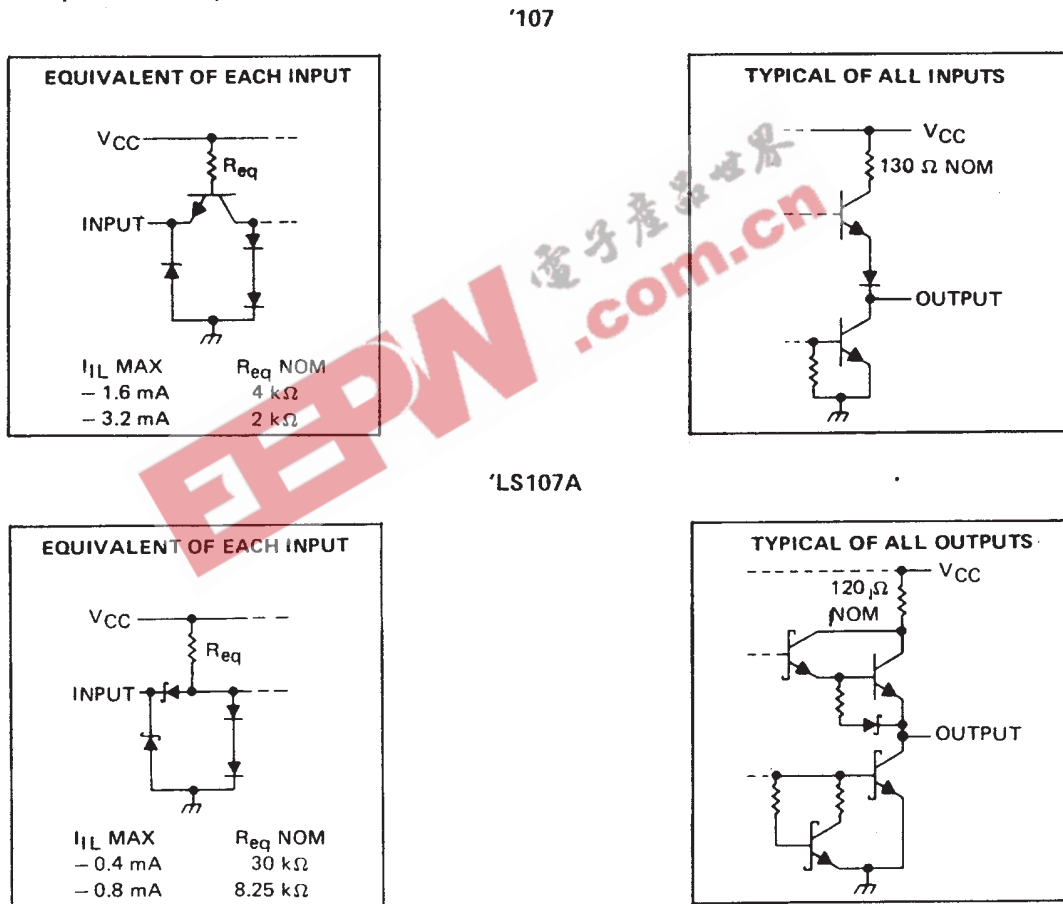 '107
EQUIVALENT OF EACH INPUT
VCC
Req
INPUT
IIL MAX Req NOM
– 1.6 mA 4 kΩ
– 3.2 mA 2 kΩ
TYPICAL OF ALL INPUTS
VCC
130 Ω NOM
OUTPUT
'LS107A
EQUIVALENT OF EACH INPUT
VCC
Req
INPUT
IIL MAX Req NOM
– 0.4 mA 30 kΩ
– 0.8 mA 8.25 kΩ
TYPICAL OF ALL OUTPUTS
VCC
120 Ω
NOM
OUTPUT
EEPW .com.cn
電子產品世界